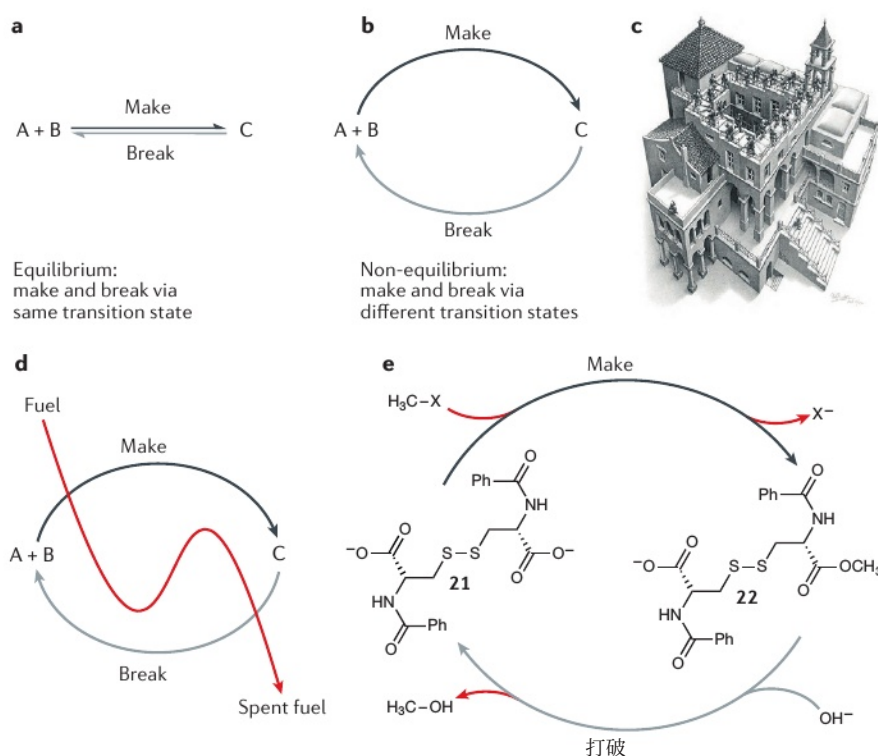 a
Make
A + B
C
Break
Equilibrium:
make and break via
same transition state
b
Make
A + B
C
Break
Non-equilibrium:
make and break via
different transition states
c
d
Fuel
Make
A + B
C
Break
Spent fuel
e
Make
H₃C–X
X⁻
O
Ph
NH
O
⁻O
S–S
O⁻
O
21
HN
Ph
O
O
Ph
NH
O
⁻O
S–S
OCH₃
O
22
HN
Ph
O
H₃C–OH
OH⁻
打破